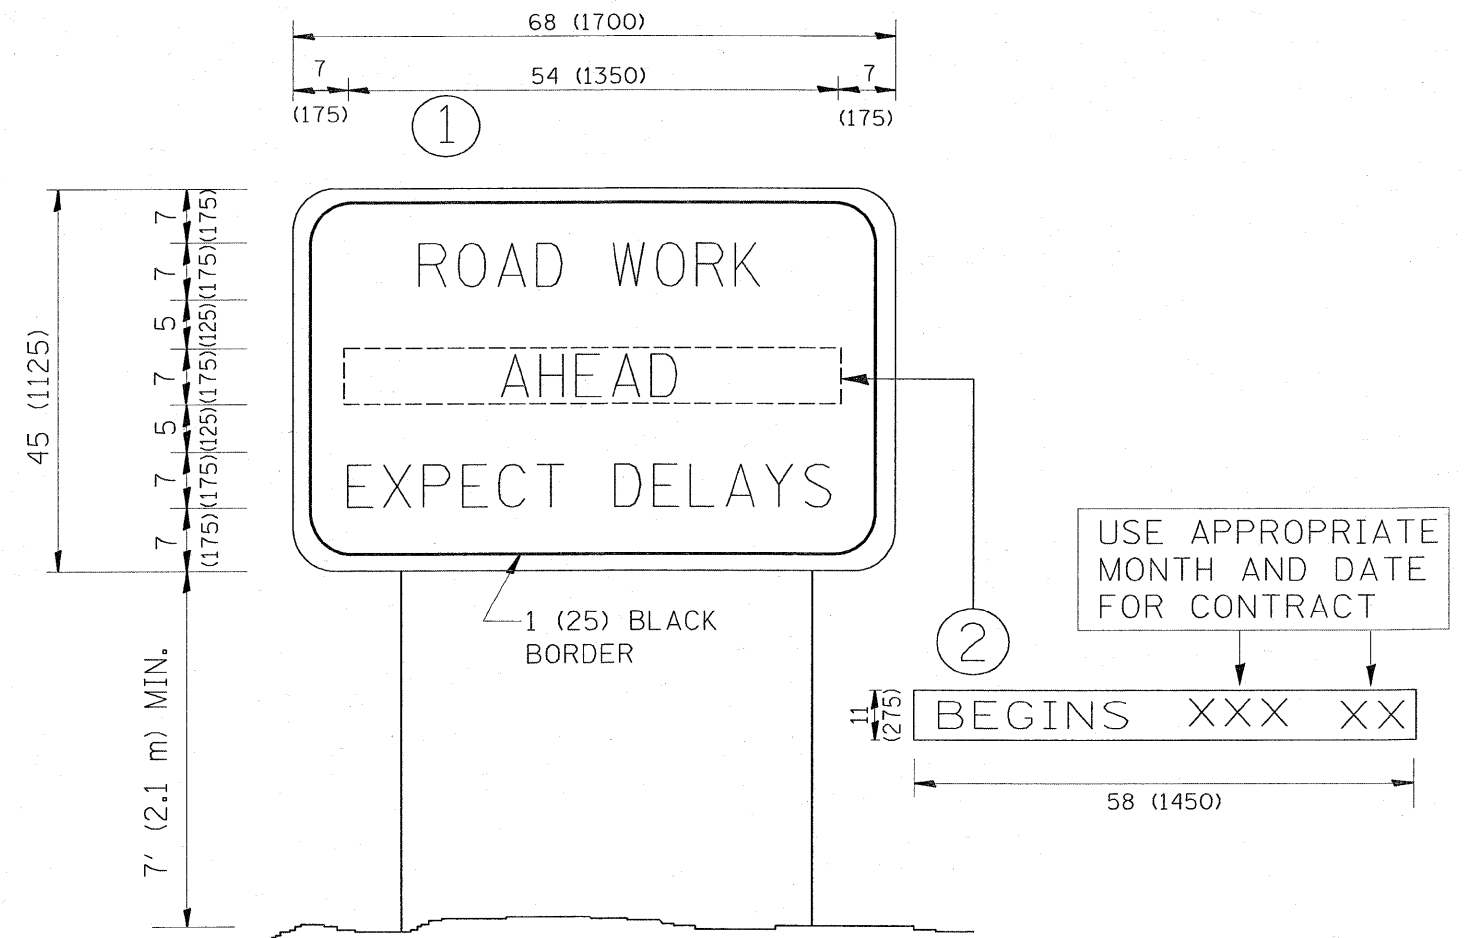 68 (1700)
7
54 (1350)
7
(175)
(175)
1
7
(175)
7
(175)
5
(125)
7
(175)
5
(125)
7
(175)
7
(175)
45 (1125)
ROAD WORK
AHEAD
EXPECT DELAYS
1 (25) BLACK
BORDER
7' (2.1 m) MIN.
USE APPROPRIATE
MONTH AND DATE
FOR CONTRACT
2
11
(275)
BEGINS XXX XX
58 (1450)